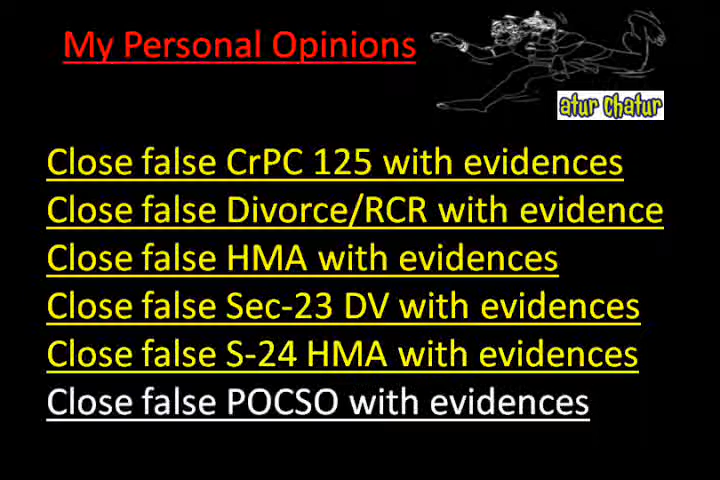 My Personal Opinions
atur Chatur
Close false CrPC 125 with evidences
Close false Divorce/RCR with evidence
Close false HMA with evidences
Close false Sec-23 DV with evidences
Close false S-24 HMA with evidences
Close false POCSO with evidences